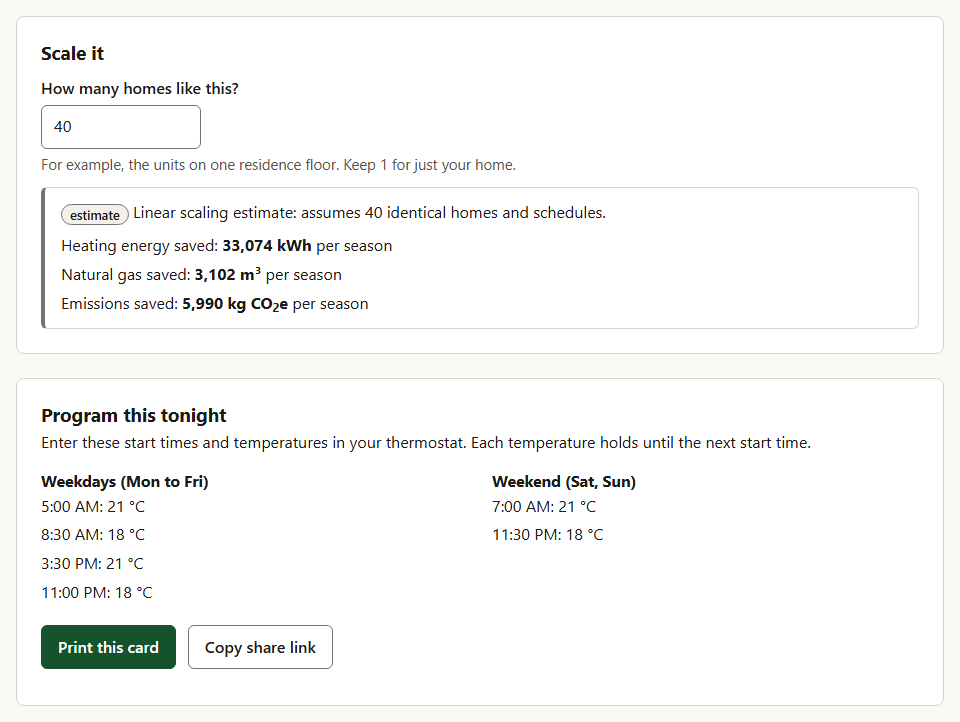 Scale it
How many homes like this?
40
For example, the units on one residence floor. Keep 1 for just your home.
estimate Linear scaling estimate: assumes 40 identical homes and schedules.
Heating energy saved: 33,074 kWh per season
Natural gas saved: 3,102 m³ per season
Emissions saved: 5,990 kg CO₂e per season
Program this tonight
Enter these start times and temperatures in your thermostat. Each temperature holds until the next start time.
Weekdays (Mon to Fri)
5:00 AM: 21 °C
8:30 AM: 18 °C
3:30 PM: 21 °C
11:00 PM: 18 °C
Weekend (Sat, Sun)
7:00 AM: 21 °C
11:30 PM: 18 °C
Print this card
Copy share link